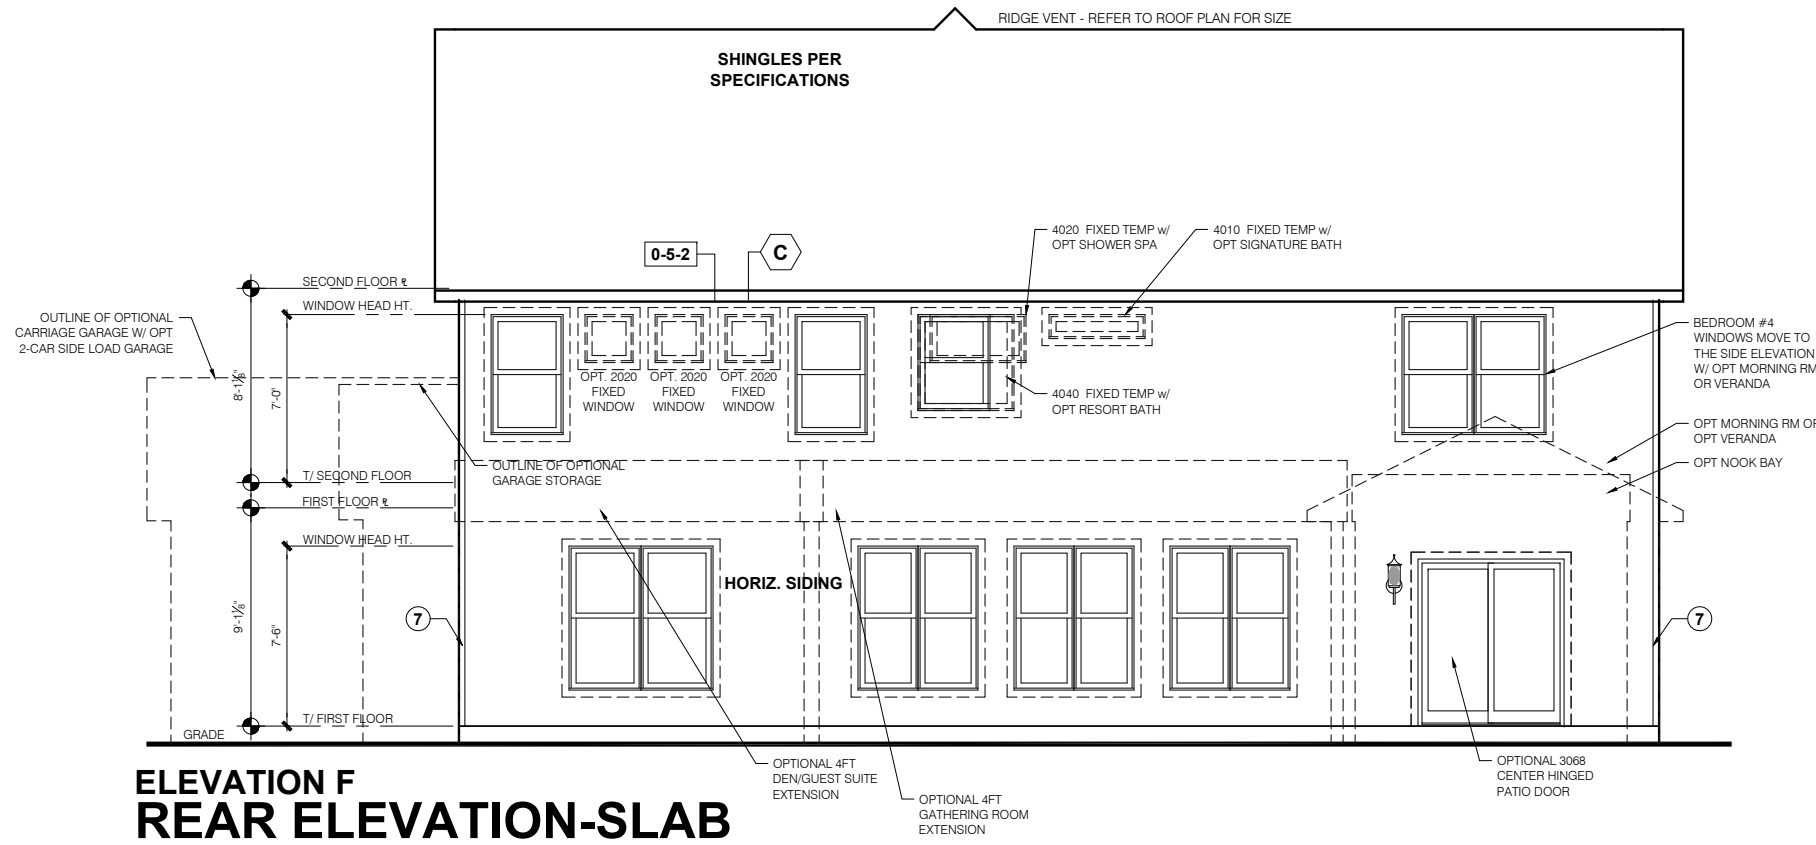 RIDGE VENT - REFER TO ROOF PLAN FOR SIZE
SHINGLES PER
SPECIFICATIONS
0-5-2
C
4020 FIXED TEMP w/
OPT SHOWER SPA
4010 FIXED TEMP w/
OPT SIGNATURE BATH
SECOND FLOOR ⅊
WINDOW HEAD HT.
OUTLINE OF OPTIONAL
CARRIAGE GARAGE W/ OPT
2-CAR SIDE LOAD GARAGE
BEDROOM #4
WINDOWS MOVE TO
THE SIDE ELEVATION
W/ OPT MORNING RM
OR VERANDA
8'-1⅛"
7'-0"
OPT. 2020
FIXED
WINDOW
OPT. 2020
FIXED
WINDOW
OPT. 2020
FIXED
WINDOW
4040 FIXED TEMP w/
OPT RESORT BATH
OPT MORNING RM OR
OPT VERANDA
OPT NOOK BAY
OUTLINE OF OPTIONAL
GARAGE STORAGE
T/ SECOND FLOOR
FIRST FLOOR ⅊
WINDOW HEAD HT.
HORIZ. SIDING
9'-1⅛"
7'-6"
7
7
T/ FIRST FLOOR
GRADE
OPTIONAL 4FT
DEN/GUEST SUITE
EXTENSION
OPTIONAL 4FT
GATHERING ROOM
EXTENSION
OPTIONAL 3068
CENTER HINGED
PATIO DOOR
ELEVATION F
REAR ELEVATION-SLAB